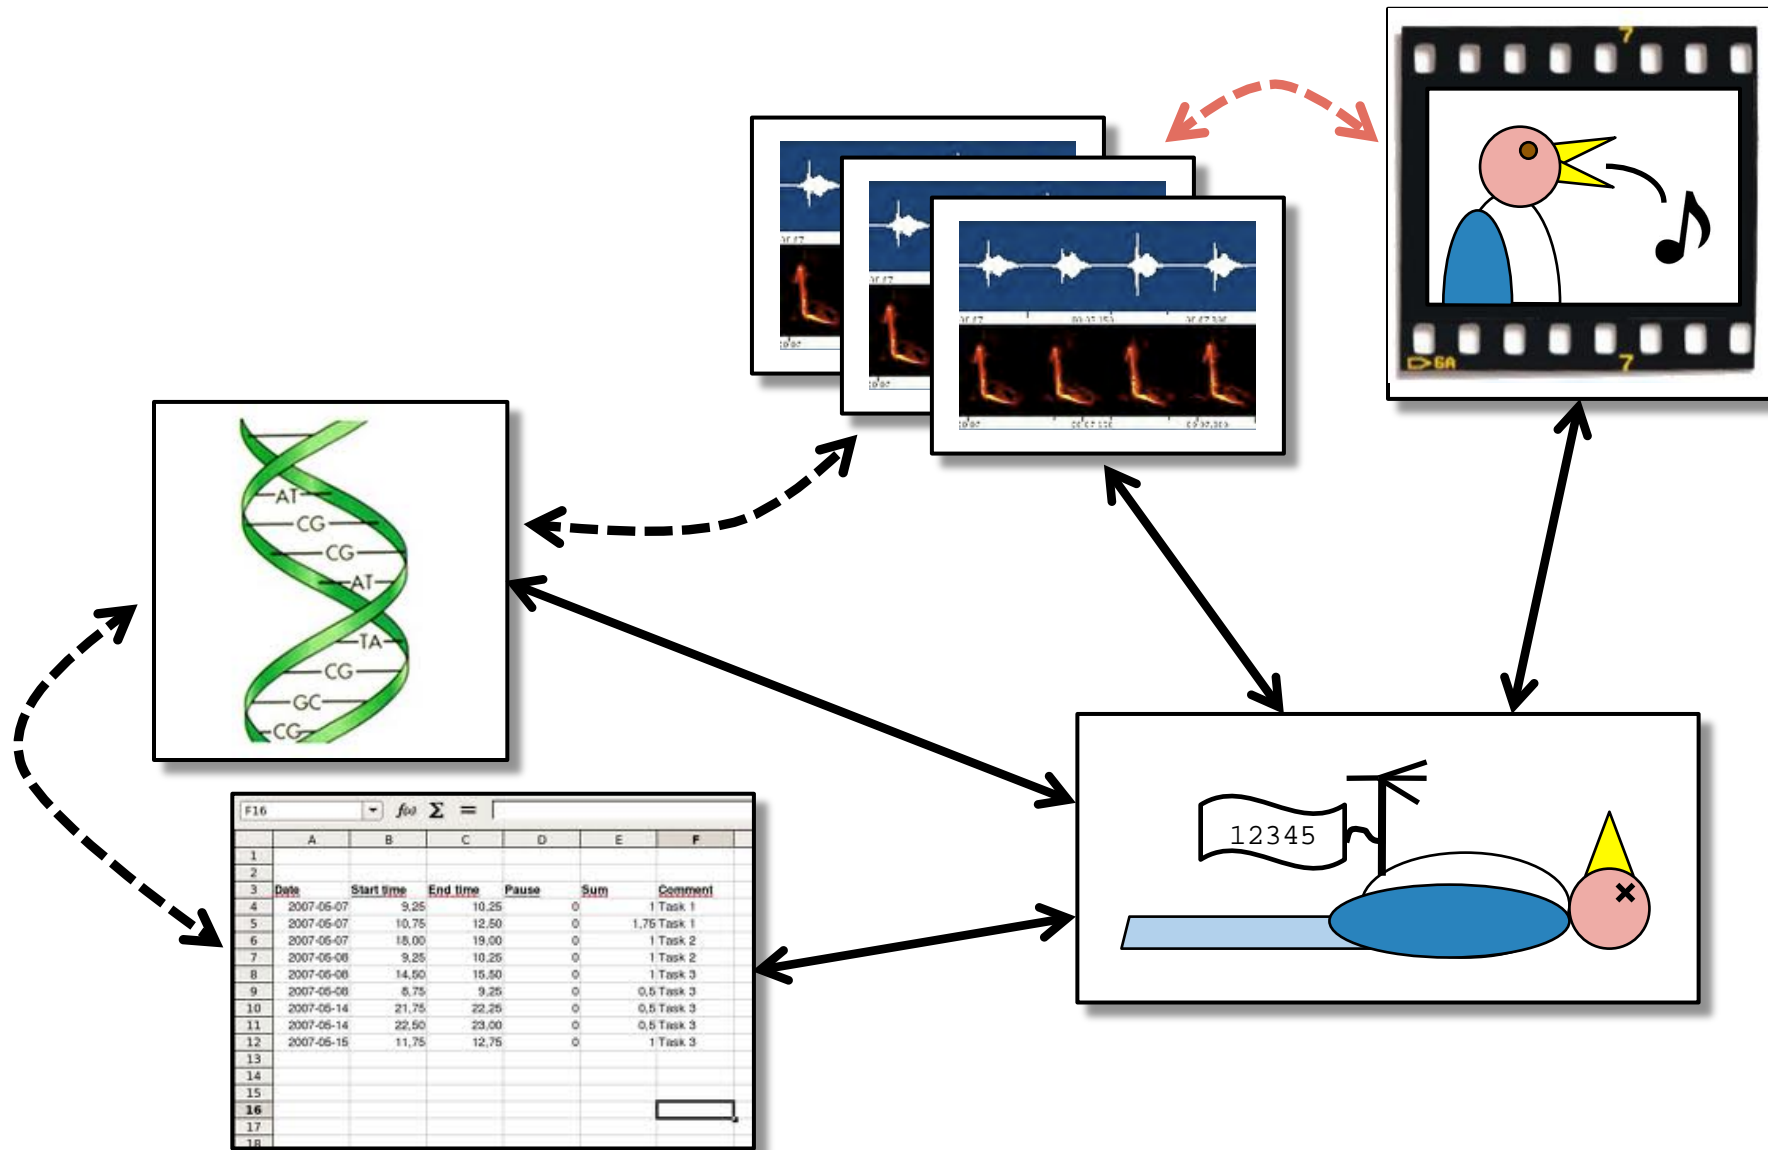 7
6A
7
AT
CG
CG
AT
TA
CG
GC
CG
12345
F16 f(x) Σ =
A B C D E F
1
2
3 Date Start time End time Pause Sum Comment
4 2007-05-07 9,25 10,25 0 1 Task 1
5 2007-05-07 10,75 12,50 0 1,75 Task 1
6 2007-05-07 18,00 19,00 0 1 Task 2
7 2007-05-08 9,25 10,25 0 1 Task 2
8 2007-05-08 14,50 15,50 0 1 Task 3
9 2007-05-08 8,75 9,25 0 0,5 Task 3
10 2007-05-14 21,75 22,25 0 0,5 Task 3
11 2007-05-14 22,50 23,00 0 0,5 Task 3
12 2007-05-15 11,75 12,75 0 1 Task 3
13
14
15
16
17
18